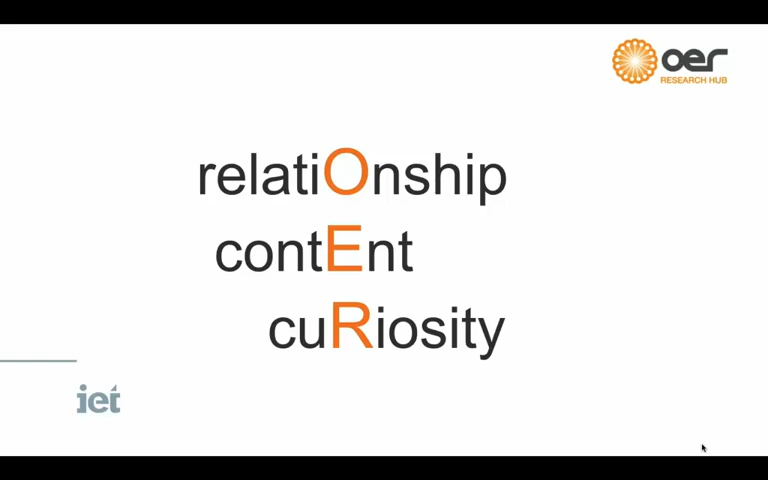 oer
RESEARCH HUB
relatiOnship
contEnt
cuRiosity
iet